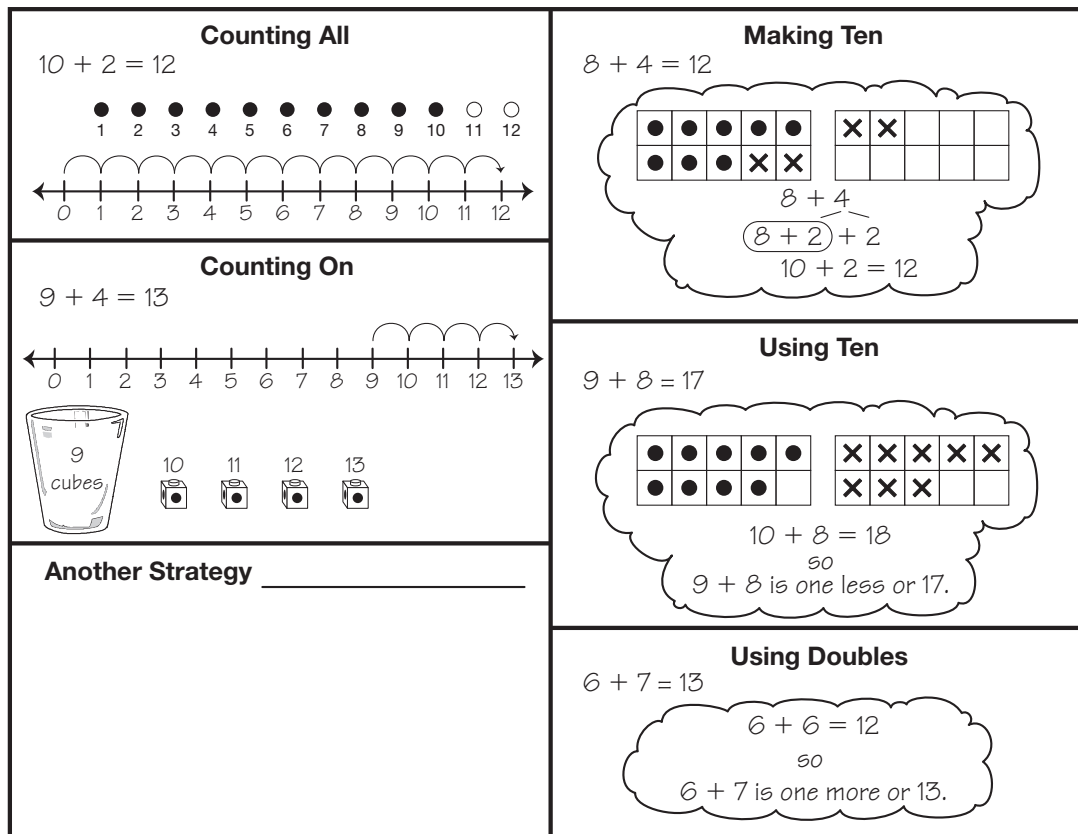 Counting All
10 + 2 = 12
1 2 3 4 5 6 7 8 9 10 11 12
0 1 2 3 4 5 6 7 8 9 10 11 12
Counting On
9 + 4 = 13
0 1 2 3 4 5 6 7 8 9 10 11 12 13
9
cubes
10 11 12 13
Another Strategy
Making Ten
8 + 4 = 12
8 + 4
8 + 2 + 2
10 + 2 = 12
Using Ten
9 + 8 = 17
10 + 8 = 18
so
9 + 8 is one less or 17.
Using Doubles
6 + 7 = 13
6 + 6 = 12
so
6 + 7 is one more or 13.